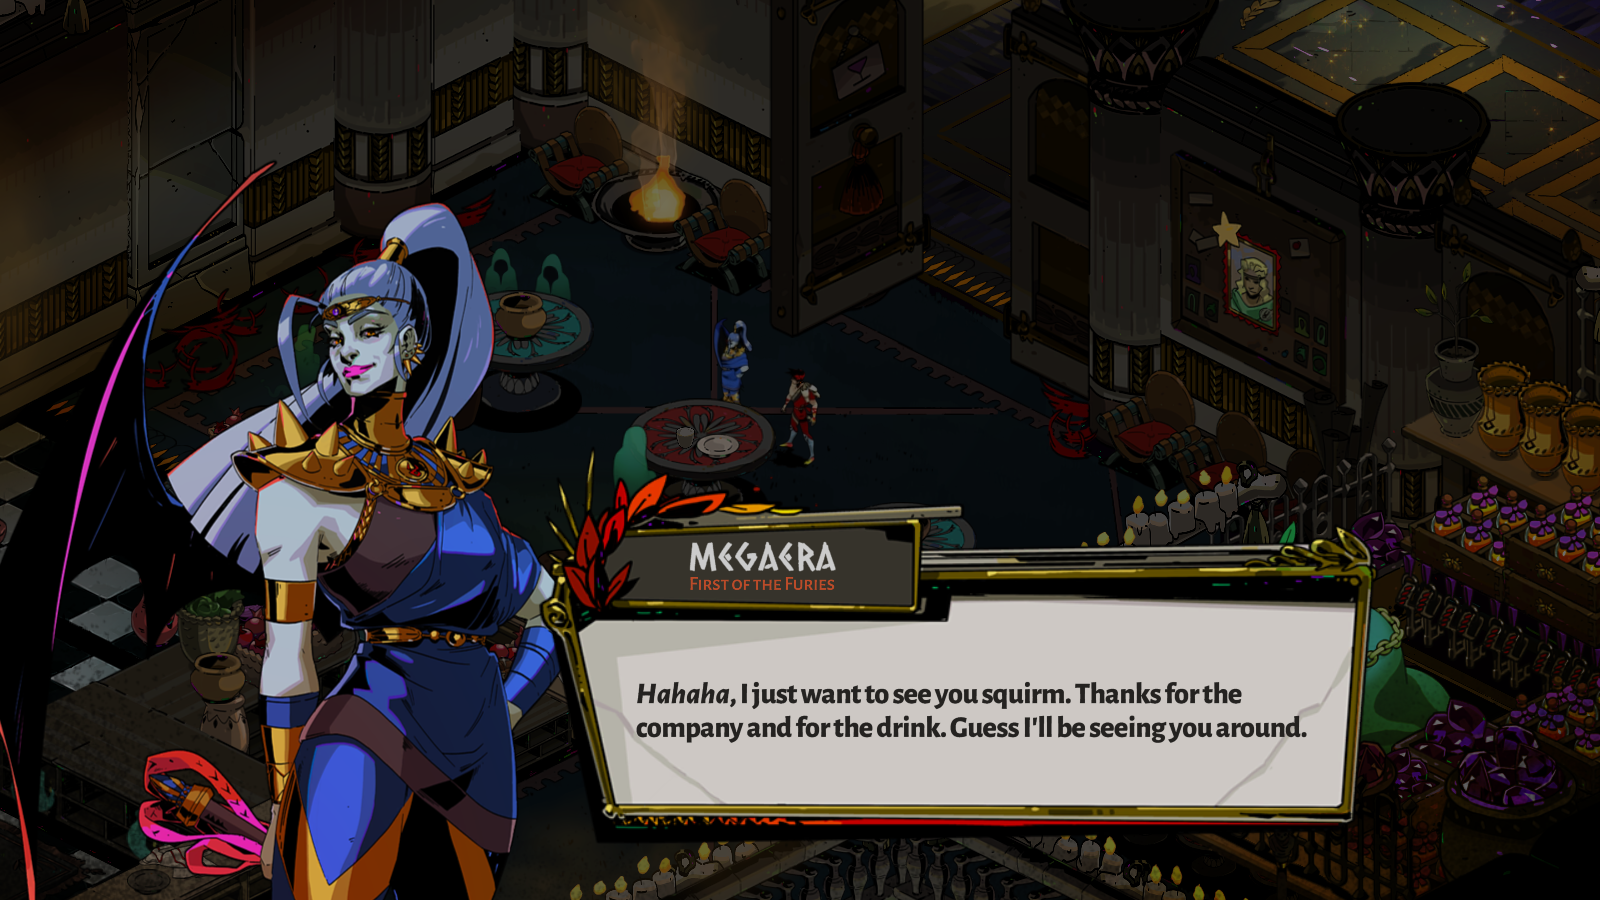 MEGAERA
First of the Furies
Hahaha, I just want to see you squirm. Thanks for the
company and for the drink. Guess I'll be seeing you around.